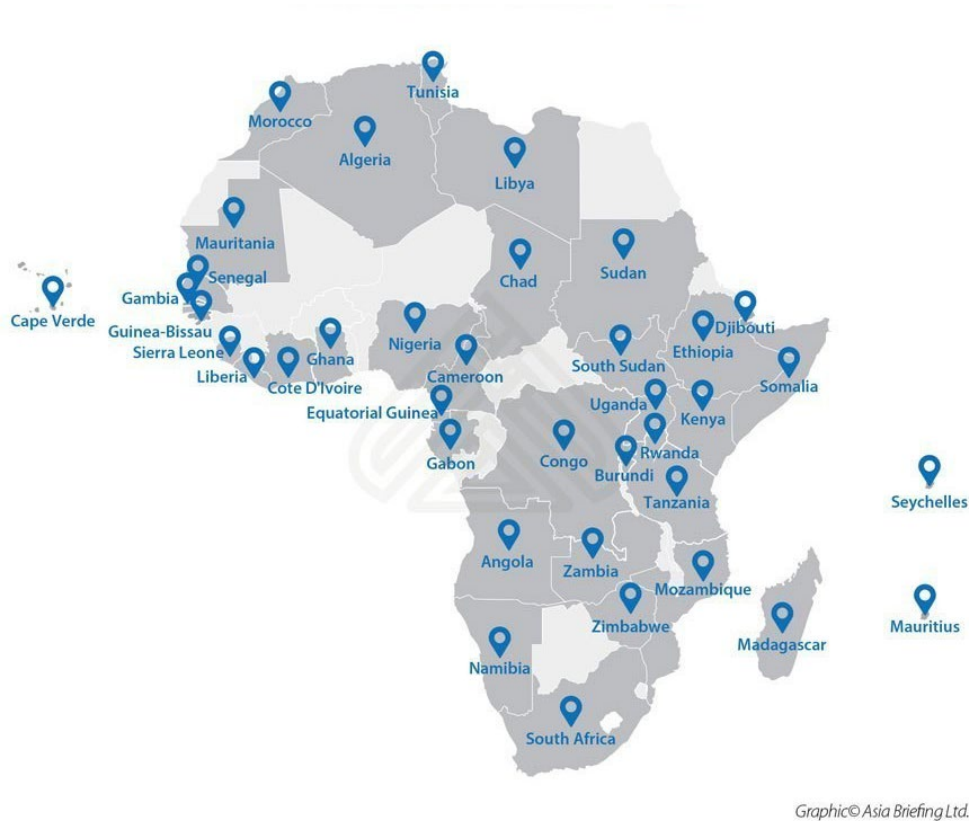 Tunisia
Morocco
Algeria
Libya
Mauritania
Senegal
Chad
Sudan
Gambia
Cape Verde
Guinea-Bissau
Djibouti
Nigeria
Sierra Leone
Ghana
Ethiopia
South Sudan
Liberia
Cameroon
Cote D'Ivoire
Somalia
Uganda
Equatorial Guinea
Kenya
Rwanda
Gabon
Congo
Burundi
Tanzania
Seychelles
Angola
Zambia
Mozambique
Zimbabwe
Mauritius
Madagascar
Namibia
South Africa
Graphic© Asia Briefing Ltd.